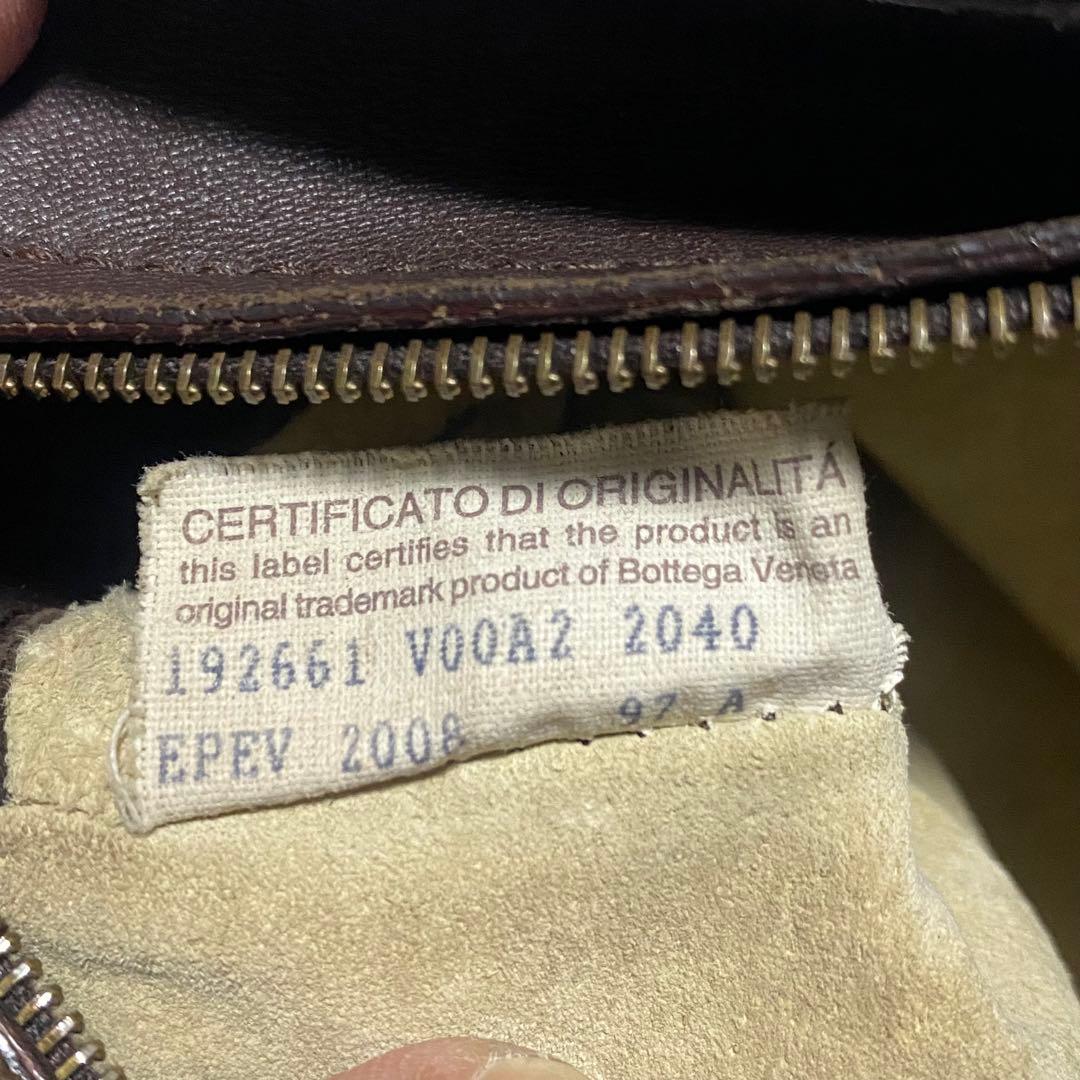 CERTIFICATO DI ORIGINALITÁ
this label certifies that the product is an
original trademark product of Bottega Veneta
192661 V00A2 2040
EPEV 2008 97 A